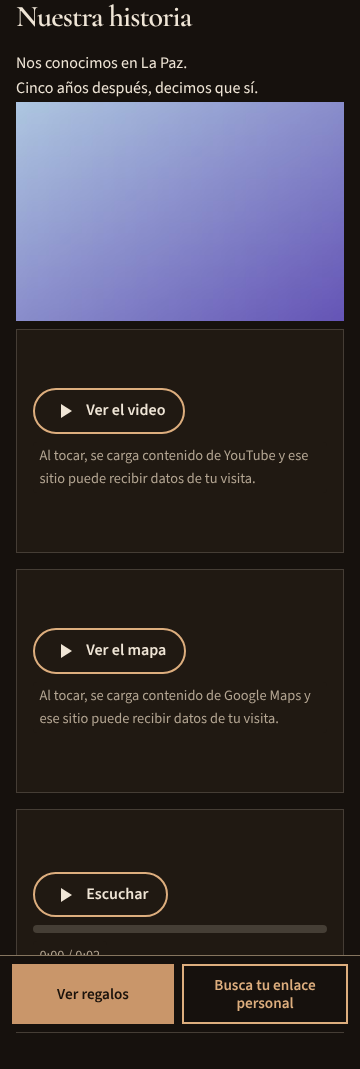 Nuestra historia
Nos conocimos en La Paz.
Cinco años después, decimos que sí.
Ver el video
Al tocar, se carga contenido de YouTube y ese
sitio puede recibir datos de tu visita.
Ver el mapa
Al tocar, se carga contenido de Google Maps y
ese sitio puede recibir datos de tu visita.
Escuchar
Ver regalos
Busca tu enlace
personal